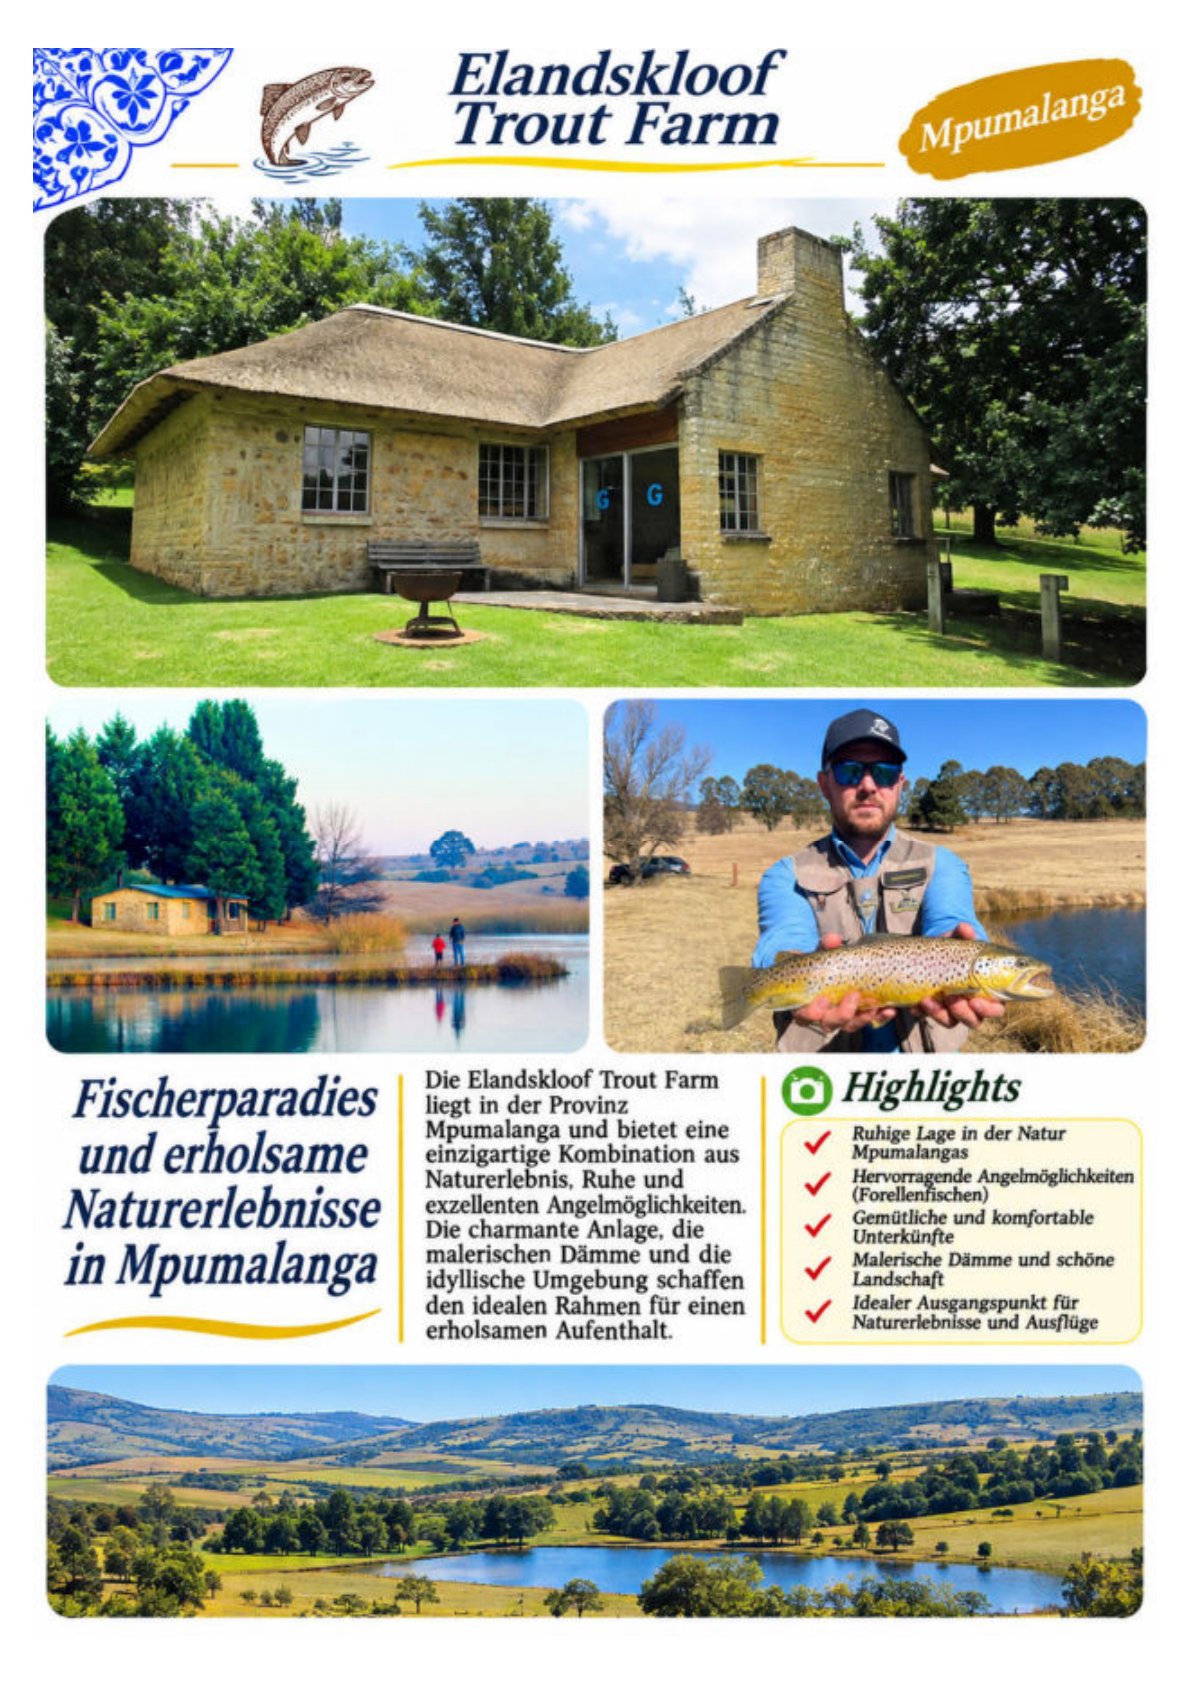 Elandskloof
Trout Farm
Mpumalanga
G G
Fischerparadies
und erholsame
Naturerlebnisse
in Mpumalanga
Die Elandskloof Trout Farm
liegt in der Provinz
Mpumalanga und bietet eine
einzigartige Kombination aus
Naturerlebnis, Ruhe und
exzellenten Angelmöglichkeiten.
Die charmante Anlage, die
malerischen Dämme und die
idyllische Umgebung schaffen
den idealen Rahmen für einen
erholsamen Aufenthalt.
Highlights
Ruhige Lage in der Natur
Mpumalangas
Hervorragende Angelmöglichkeiten
(Forellenfischen)
Gemütliche und komfortable
Unterkünfte
Malerische Dämme und schöne
Landschaft
Idealer Ausgangspunkt für
Naturerlebnisse und Ausflüge